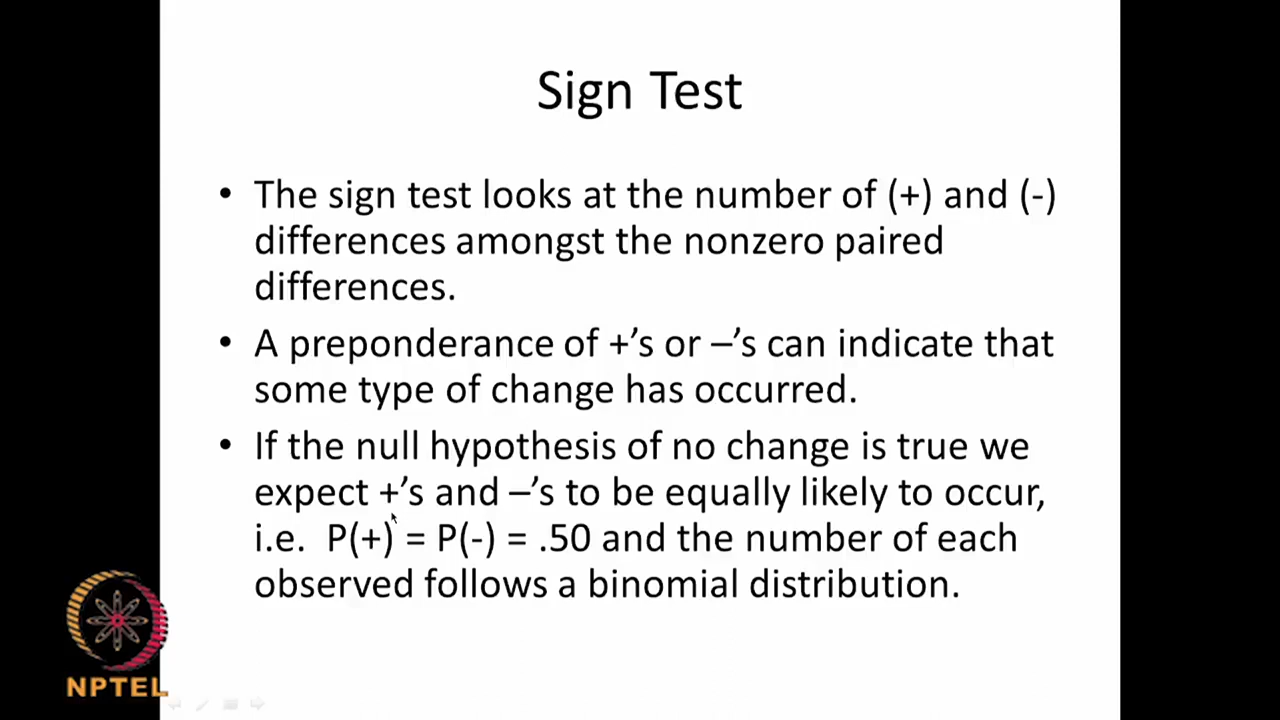 Sign Test
• The sign test looks at the number of (+) and (-)
differences amongst the nonzero paired
differences.
• A preponderance of +’s or –’s can indicate that
some type of change has occurred.
• If the null hypothesis of no change is true we
expect +’s and –’s to be equally likely to occur,
i.e. P(+) = P(-) = .50 and the number of each
observed follows a binomial distribution.
NPTEL